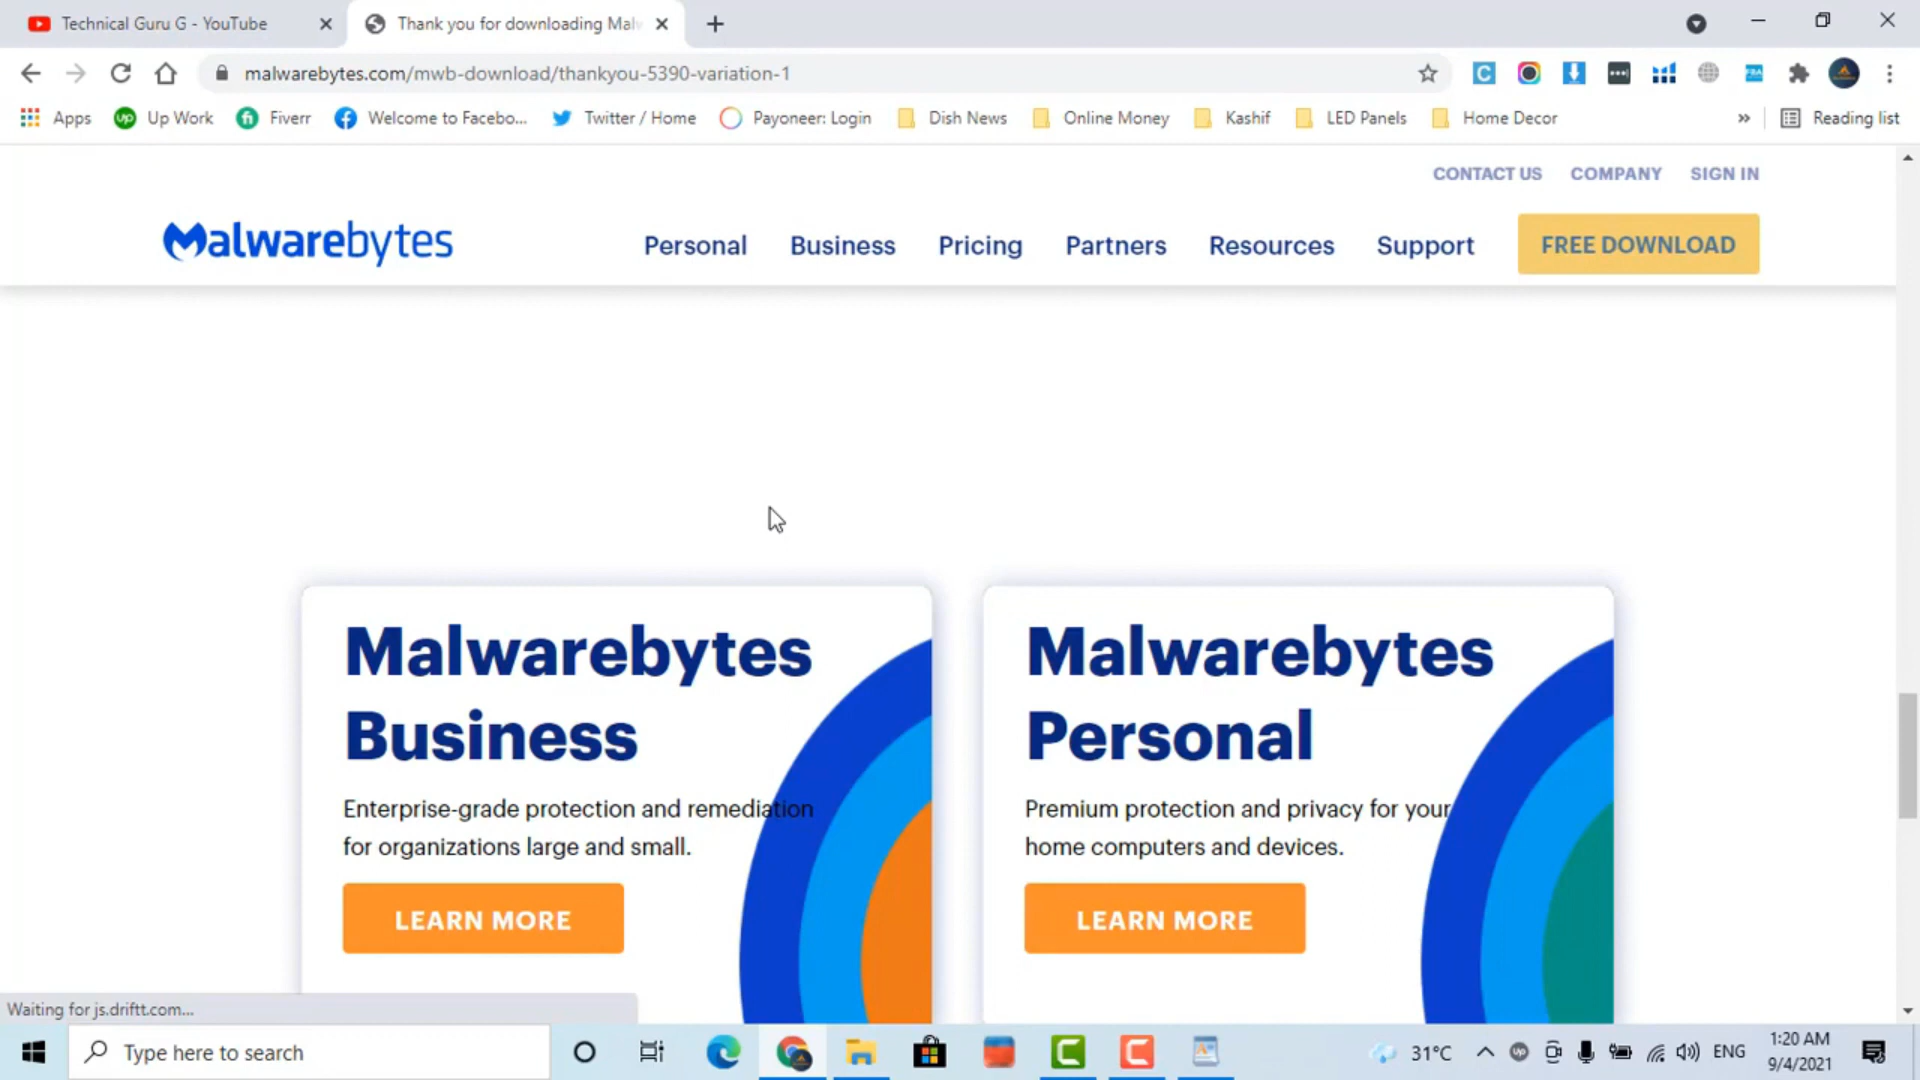 Technical Guru G - YouTube
Thank you for downloading Mal
malwarebytes.com/mwb-download/thankyou-5390-variation-1
Apps
Up Work
Fiverr
Welcome to Facebo...
Twitter / Home
Payoneer: Login
Dish News
Online Money
Kashif
LED Panels
Home Decor
»
Reading list
CONTACT US
COMPANY
SIGN IN
Malwarebytes
Personal
Business
Pricing
Partners
Resources
Support
FREE DOWNLOAD
Malwarebytes
Business
Enterprise-grade protection and remediation
for organizations large and small.
LEARN MORE
Malwarebytes
Personal
Premium protection and privacy for your
home computers and devices.
LEARN MORE
Waiting for js.driftt.com...
Type here to search
31°C
ENG
1:20 AM
9/4/2021